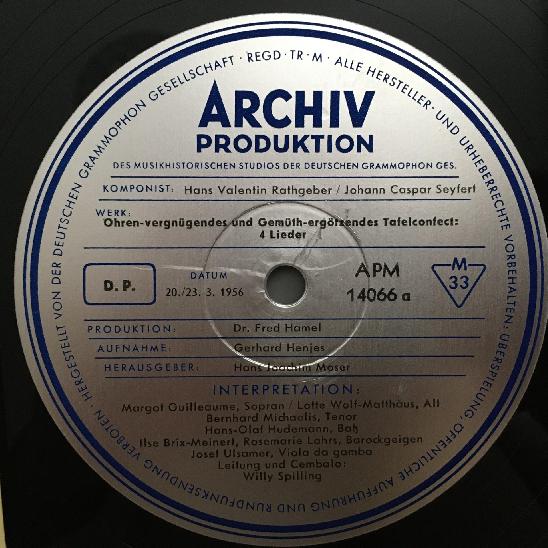 HERGESTELLT VON DER DEUTSCHEN GRAMMOPHON GESELLSCHAFT · REGD · TR · M · ALLE HERSTELLER- UND URHEBERRECHTE VORBEHALTEN. ÜBERSPIELUNG, ÖFFENTLICHE AUFFÜHRUNG UND RUNDFUNKSENDUNG VERBOTEN ·
ARCHIV
PRODUKTION
DES MUSIKHISTORISCHEN STUDIOS DER DEUTSCHEN GRAMMOPHON GES.
KOMPONIST: Hans Valentin Rathgeber / Johann Caspar Seyfert
WERK:
Ohren-vergnügendes und Gemüth-ergötzendes Tafelconfect:
4 Lieder
D. P.
DATUM
20./23. 3. 1956
APM
14066 a
M
33
PRODUKTION: Dr. Fred Hamel
AUFNAHME: Gerhard Henjes
HERAUSGEBER: Hans Joachim Moser
INTERPRETATION:
Margot Guilleaume, Sopran / Lotte Wolf-Matthäus, Alt
Bernhard Michaelis, Tenor
Hans-Olaf Hudemann, Baß
Ilse Brix-Meinert, Rosemarie Lahrs, Barockgeigen
Josef Ulsamer, Viola da gamba
Leitung und Cembalo:
Willy Spilling